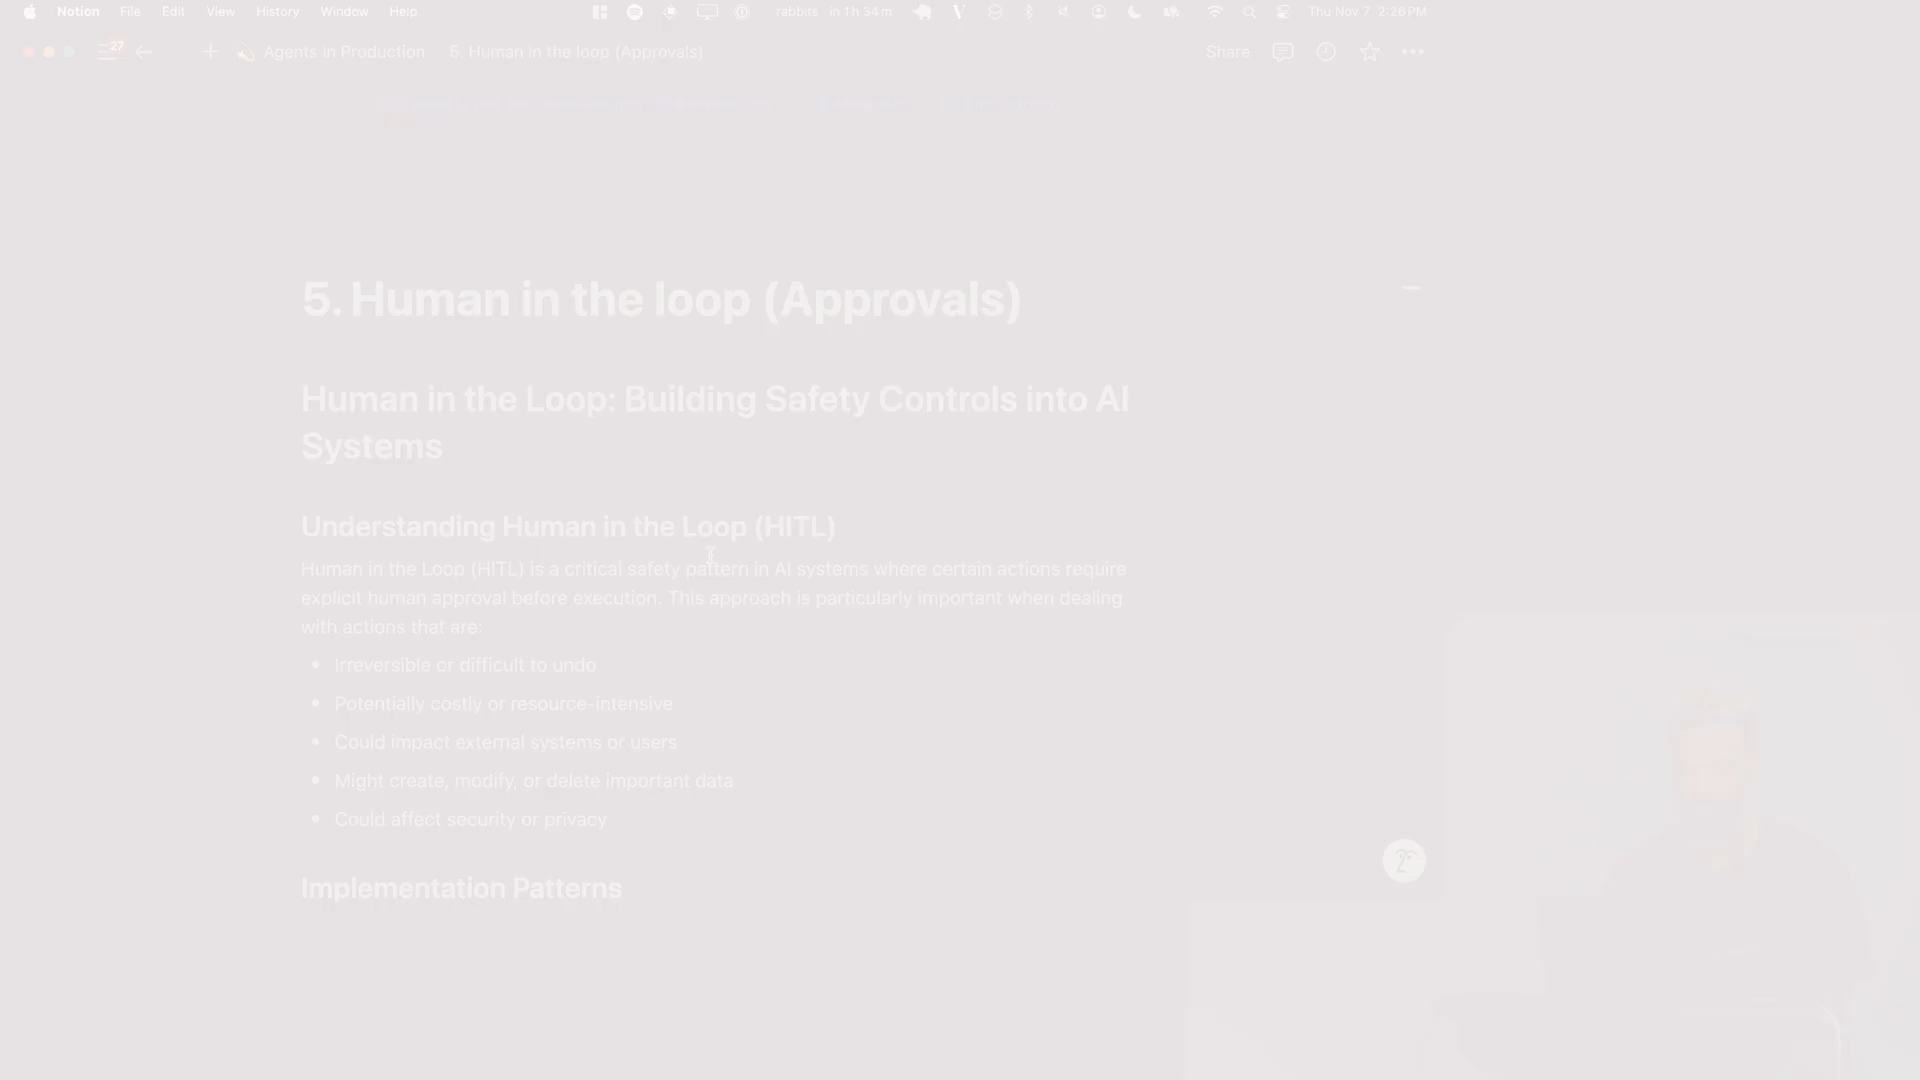 Notion File Edit View History Window Help rabbits in 1h 34m Thu Nov 7 2:26 PM
27 Agents in Production 5. Human in the loop (Approvals) Share
5. Human in the loop (Approvals)
Human in the Loop: Building Safety Controls into AI
Systems
Understanding Human in the Loop (HITL)
Human in the Loop (HITL) is a critical safety pattern in AI systems where certain actions require
explicit human approval before execution. This approach is particularly important when dealing
with actions that are:
• Irreversible or difficult to undo
• Potentially costly or resource-intensive
• Could impact external systems or users
• Might create, modify, or delete important data
• Could affect security or privacy
Implementation Patterns